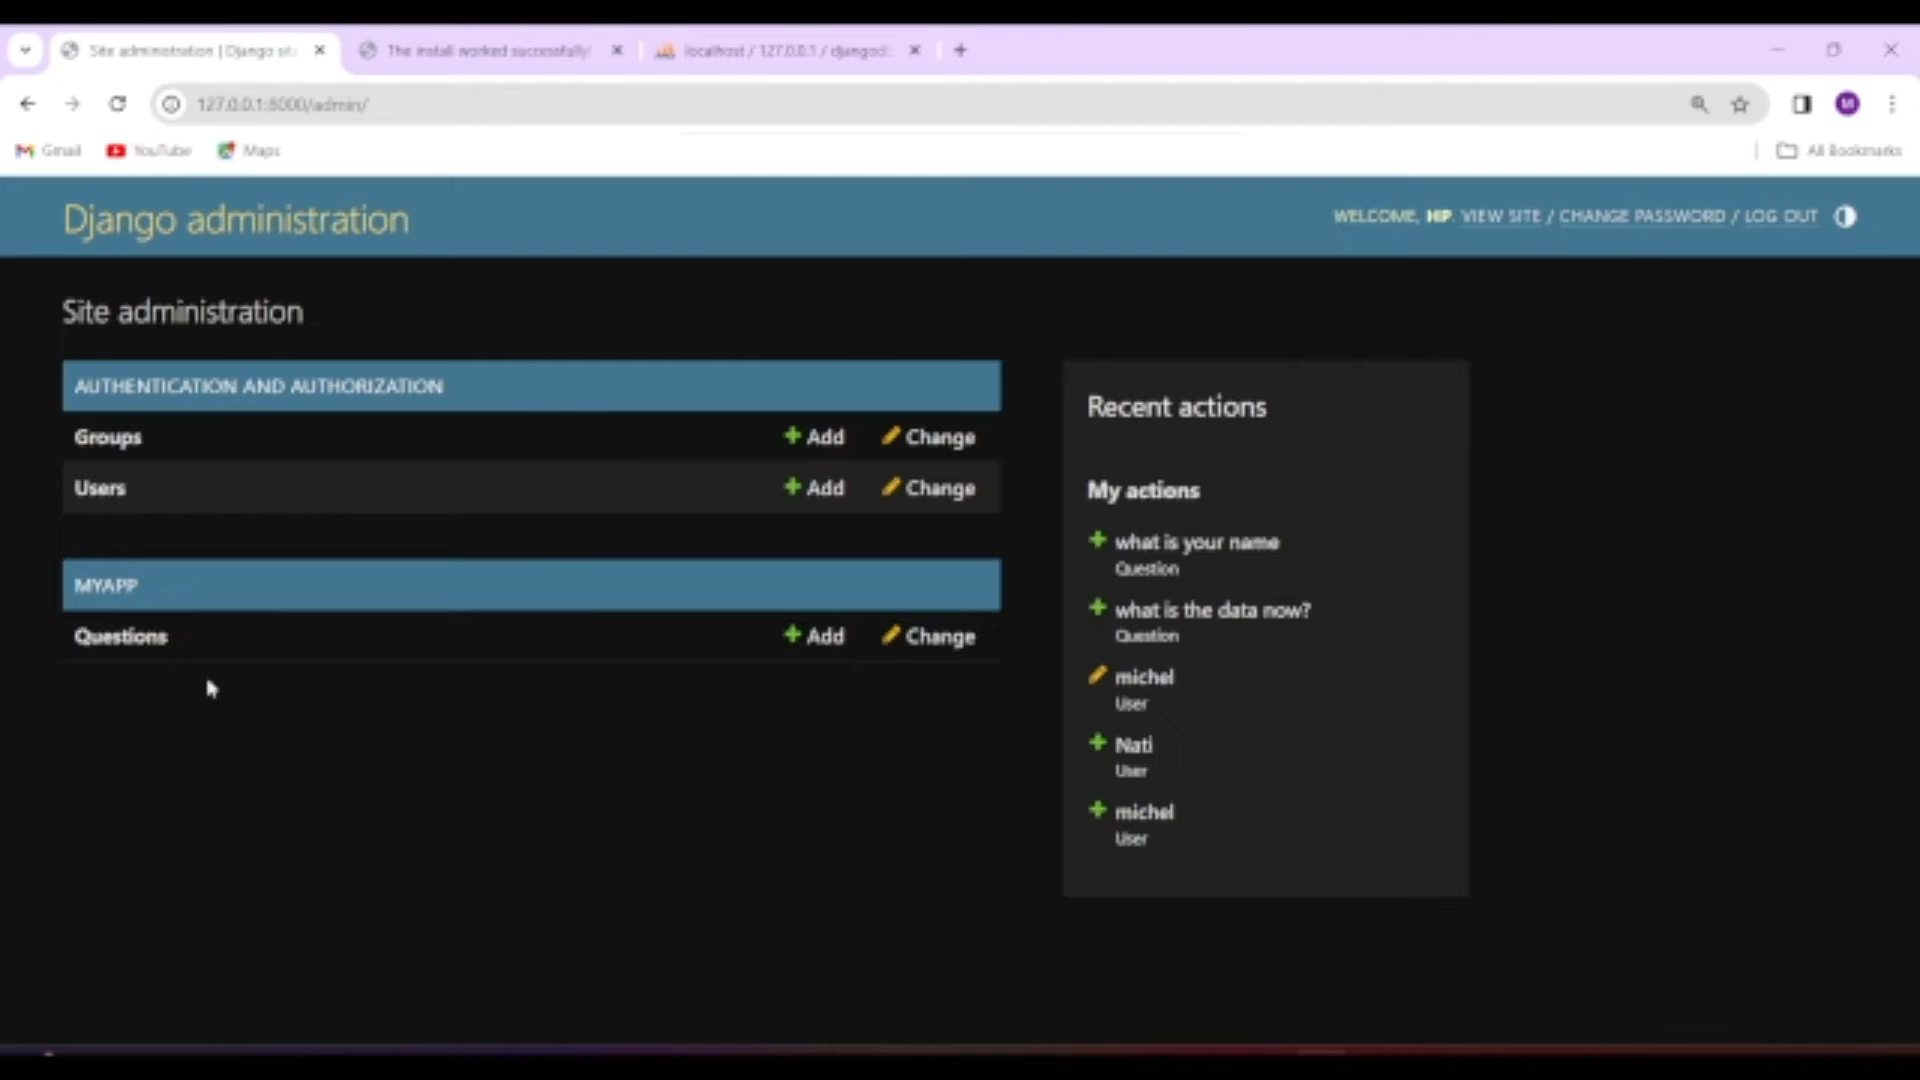 Site administration | Django sit
The install worked successfully!
localhost / 127.0.0.1 / djangod
127.0.0.1:8000/admin/
M
Gmail
YouTube
Maps
All Bookmarks
Django administration
WELCOME, HIP. VIEW SITE / CHANGE PASSWORD / LOG OUT
Site administration
AUTHENTICATION AND AUTHORIZATION
Groups
Add
Change
Users
Add
Change
MYAPP
Questions
Add
Change
Recent actions
My actions
what is your name
Question
what is the data now?
Question
michel
User
Nati
User
michel
User